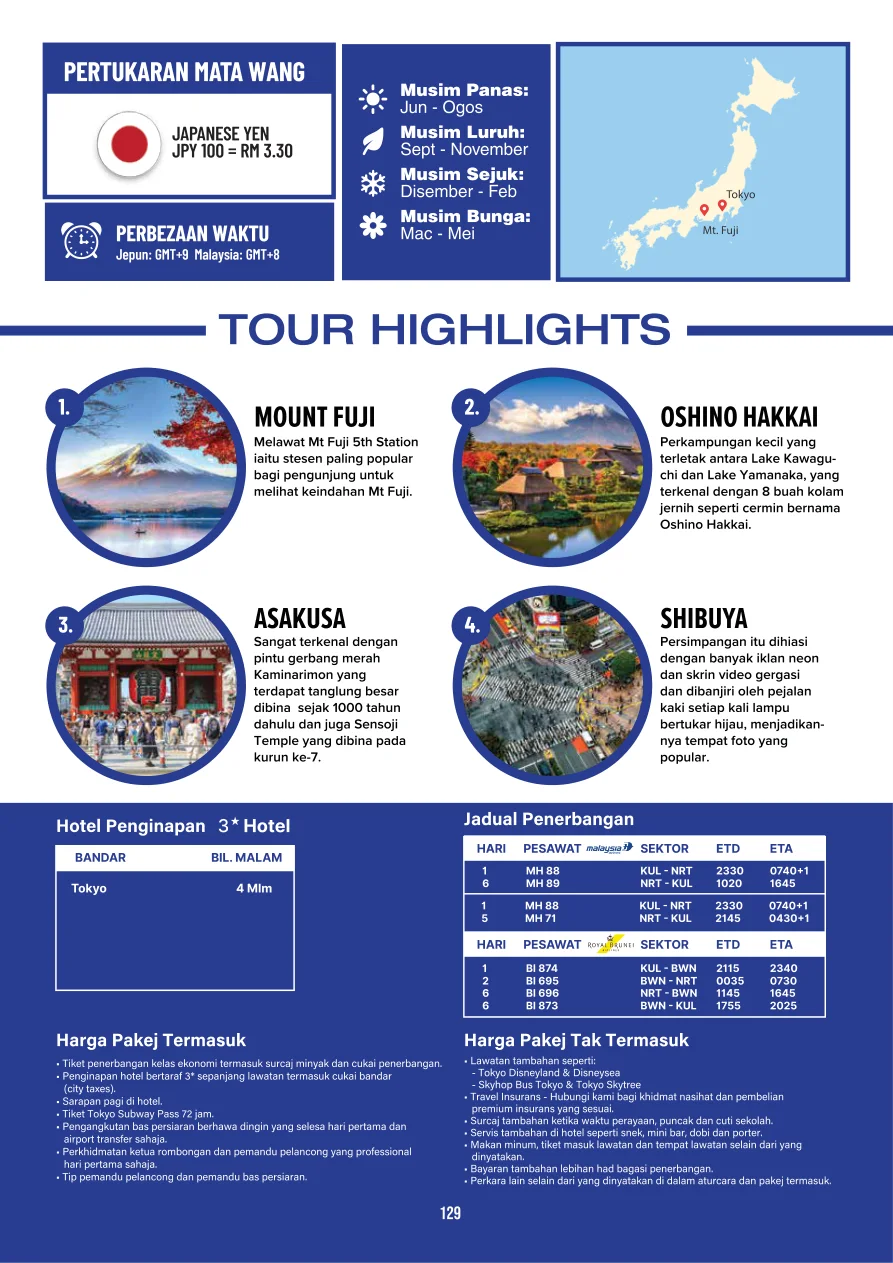 PERTUKARAN MATA WANG
JAPANESE YEN
JPY 100 = RM 3.30
PERBEZAAN WAKTU
Jepun: GMT+9 Malaysia: GMT+8
Musim Panas:
Jun - Ogos
Musim Luruh:
Sept - November
Musim Sejuk:
Disember - Feb
Musim Bunga:
Mac - Mei
Tokyo
Mt. Fuji
TOUR HIGHLIGHTS
1.
MOUNT FUJI
Melawat Mt Fuji 5th Station
iaitu stesen paling popular
bagi pengunjung untuk
melihat keindahan Mt Fuji.
2.
OSHINO HAKKAI
Perkampungan kecil yang
terletak antara Lake Kawagu-
chi dan Lake Yamanaka, yang
terkenal dengan 8 buah kolam
jernih seperti cermin bernama
Oshino Hakkai.
3.
ASAKUSA
Sangat terkenal dengan
pintu gerbang merah
Kaminarimon yang
terdapat tanglung besar
dibina sejak 1000 tahun
dahulu dan juga Sensoji
Temple yang dibina pada
kurun ke-7.
4.
SHIBUYA
Persimpangan itu dihiasi
dengan banyak iklan neon
dan skrin video gergasi
dan dibanjiri oleh pejalan
kaki setiap kali lampu
bertukar hijau, menjadikan-
nya tempat foto yang
popular.
Hotel Penginapan 3★ Hotel
BANDAR BIL. MALAM
Tokyo 4 Mlm
Jadual Penerbangan
HARI PESAWAT malaysia SEKTOR ETD ETA
1 MH 88 KUL - NRT 2330 0740+1
6 MH 89 NRT - KUL 1020 1645
1 MH 88 KUL - NRT 2330 0740+1
5 MH 71 NRT - KUL 2145 0430+1
HARI PESAWAT ROYAL BRUNEI SEKTOR ETD ETA
1 BI 874 KUL - BWN 2115 2340
2 BI 695 BWN - NRT 0035 0730
6 BI 696 NRT - BWN 1145 1645
6 BI 873 BWN - KUL 1755 2025
Harga Pakej Termasuk
• Tiket penerbangan kelas ekonomi termasuk surcaj minyak dan cukai penerbangan.
• Penginapan hotel bertaraf 3* sepanjang lawatan termasuk cukai bandar
(city taxes).
• Sarapan pagi di hotel.
• Tiket Tokyo Subway Pass 72 jam.
• Pengangkutan bas persiaran berhawa dingin yang selesa hari pertama dan
airport transfer sahaja.
• Perkhidmatan ketua rombongan dan pemandu pelancong yang professional
hari pertama sahaja.
• Tip pemandu pelancong dan pemandu bas persiaran.
Harga Pakej Tak Termasuk
• Lawatan tambahan seperti:
- Tokyo Disneyland & Disneysea
- Skyhop Bus Tokyo & Tokyo Skytree
• Travel Insurans - Hubungi kami bagi khidmat nasihat dan pembelian
premium insurans yang sesuai.
• Surcaj tambahan ketika waktu perayaan, puncak dan cuti sekolah.
• Servis tambahan di hotel seperti snek, mini bar, dobi dan porter.
• Makan minum, tiket masuk lawatan dan tempat lawatan selain dari yang
dinyatakan.
• Bayaran tambahan lebihan had bagasi penerbangan.
• Perkara lain selain dari yang dinyatakan di dalam aturcara dan pakej termasuk.
129